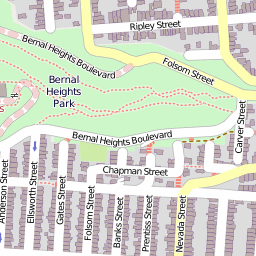 Ripley Street
Bernal Heights Boulevard
Folsom Street
Bernal
Heights
Park
Bernal Heights Boulevard
Carver Street
Chapman Street
Anderson Street
Ellsworth Street
Gates Street
Folsom Street
Banks Street
Prentiss Street
Nevada Street